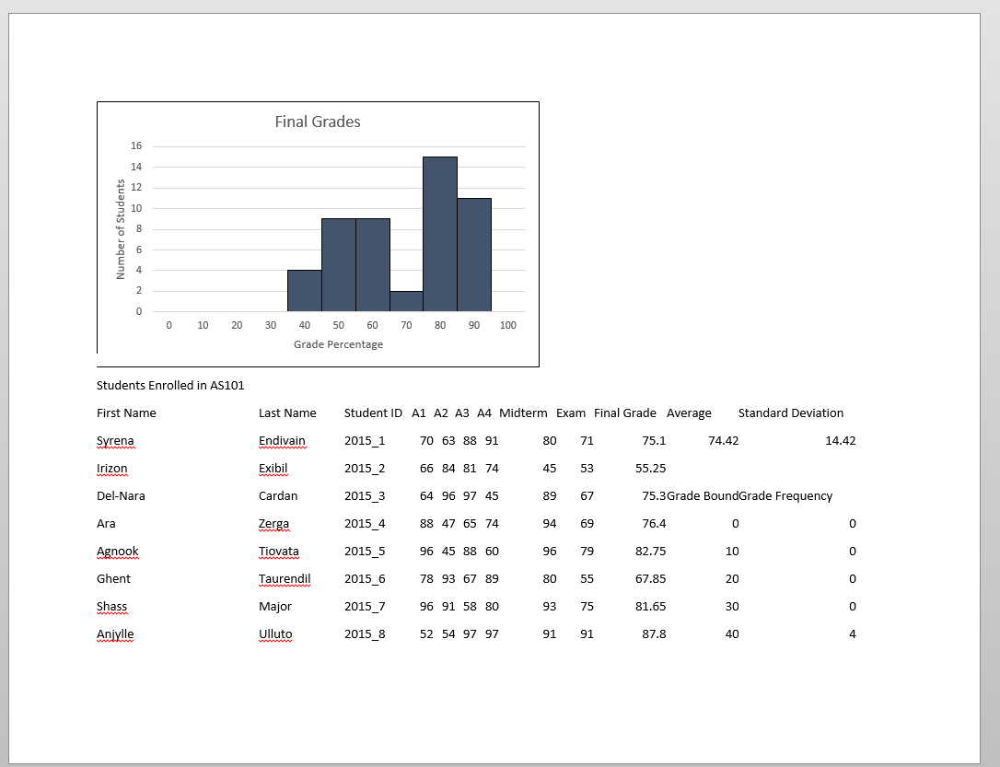 Final Grades
16
14
12
10
8
6
4
2
0
Number of Students
0 10 20 30 40 50 60 70 80 90 100
Grade Percentage
Students Enrolled in AS101
First Name Last Name Student ID A1 A2 A3 A4 Midterm Exam Final Grade Average Standard Deviation
Syrena Endivain 2015_1 70 63 88 91 80 71 75.1 74.42 14.42
Irizon Exibil 2015_2 66 84 81 74 45 53 55.25
Del-Nara Cardan 2015_3 64 96 97 45 89 67 75.3 Grade Bound Grade Frequency
Ara Zerga 2015_4 88 47 65 74 94 69 76.4 0 0
Agnook Tiovata 2015_5 96 45 88 60 96 79 82.75 10 0
Ghent Taurendil 2015_6 78 93 67 89 80 55 67.85 20 0
Shass Major 2015_7 96 91 58 80 93 75 81.65 30 0
Anjylle Ulluto 2015_8 52 54 97 97 91 91 87.8 40 4